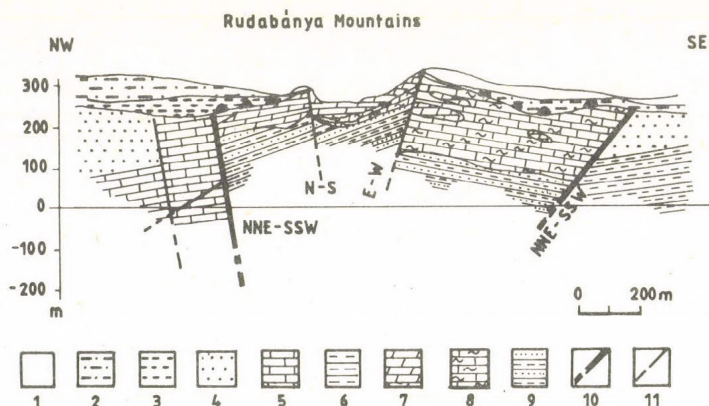 Rudabánya Mountains
NW
SE
300
200
100
0
-100
-200
m
N-S
E-W
NNE-SSW
NNE-SSW
0 200m
1 2 3 4 5 6 7 8 9 10 11